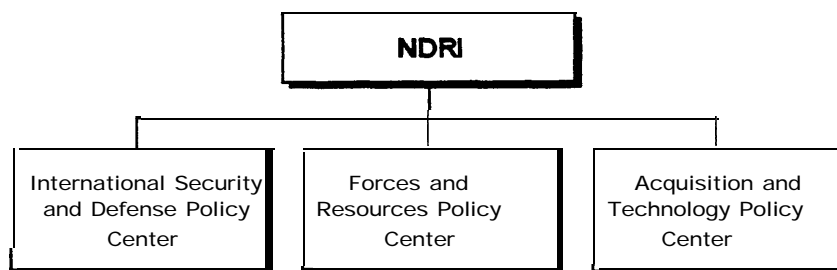 NDRI
International Security
and Defense Policy
Center
Forces and
Resources Policy
Center
Acquisition and
Technology Policy
Center